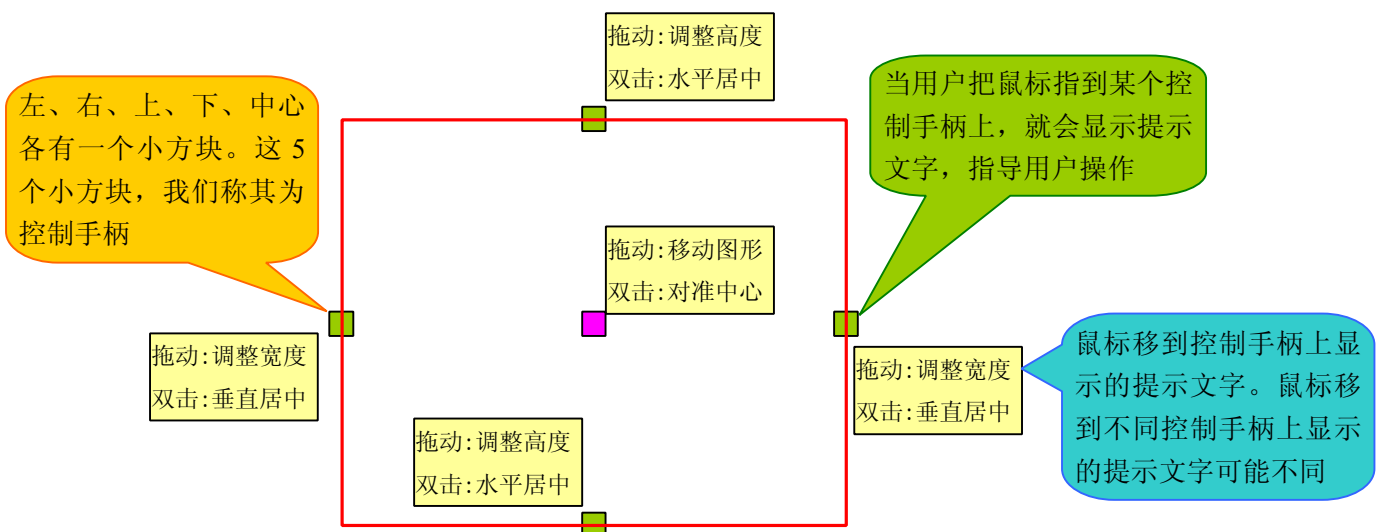 拖动:调整高度
双击:水平居中
左、右、上、下、中心
各有一个小方块。这 5
个小方块，我们称其为
控制手柄
当用户把鼠标指到某个控
制手柄上，就会显示提示
文字，指导用户操作
拖动:移动图形
双击:对准中心
拖动:调整宽度
双击:垂直居中
拖动:调整宽度
双击:垂直居中
鼠标移到控制手柄上显
示的提示文字。鼠标移
到不同控制手柄上显示
的提示文字可能不同
拖动:调整高度
双击:水平居中